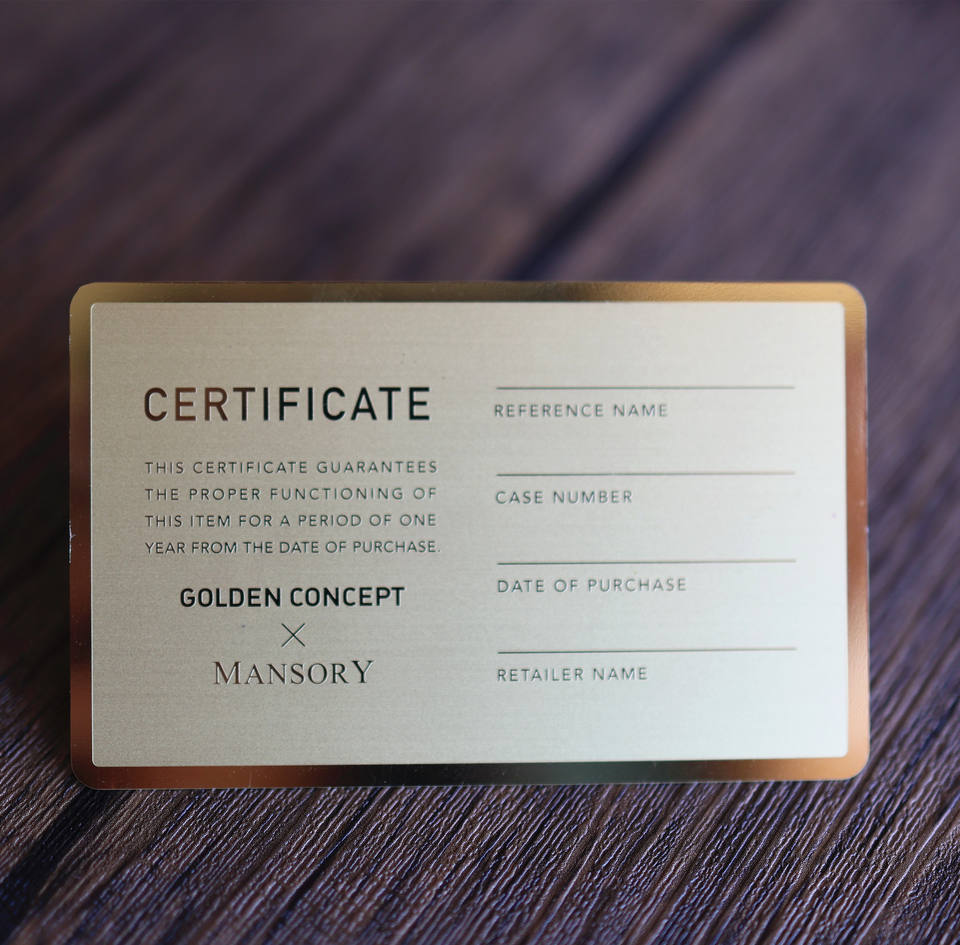 CERTIFICATE
THIS CERTIFICATE GUARANTEES
THE PROPER FUNCTIONING OF
THIS ITEM FOR A PERIOD OF ONE
YEAR FROM THE DATE OF PURCHASE.
GOLDEN CONCEPT
X
MANSORY
REFERENCE NAME
CASE NUMBER
DATE OF PURCHASE
RETAILER NAME